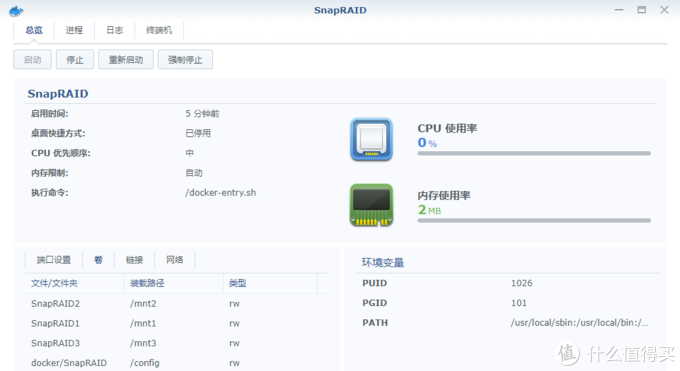 SnapRAID
总览 进程 日志 终端机
启动 停止 重新启动 强制停止
SnapRAID
启用时间: 5 分钟前
桌面快捷方式: 已停用
CPU 优先顺序: 中
内存限制: 自动
执行命令: /docker-entry.sh
CPU 使用率
0 %
内存使用率
2 MB
端口设置 卷 链接 网络
文件/文件夹 装载路径 类型
SnapRAID2 /mnt2 rw
SnapRAID1 /mnt1 rw
SnapRAID3 /mnt3 rw
docker/SnapRAID /config rw
环境变量
PUID 1026
PGID 101
PATH /usr/local/sbin:/usr/local/bin:/...
值 什么值得买